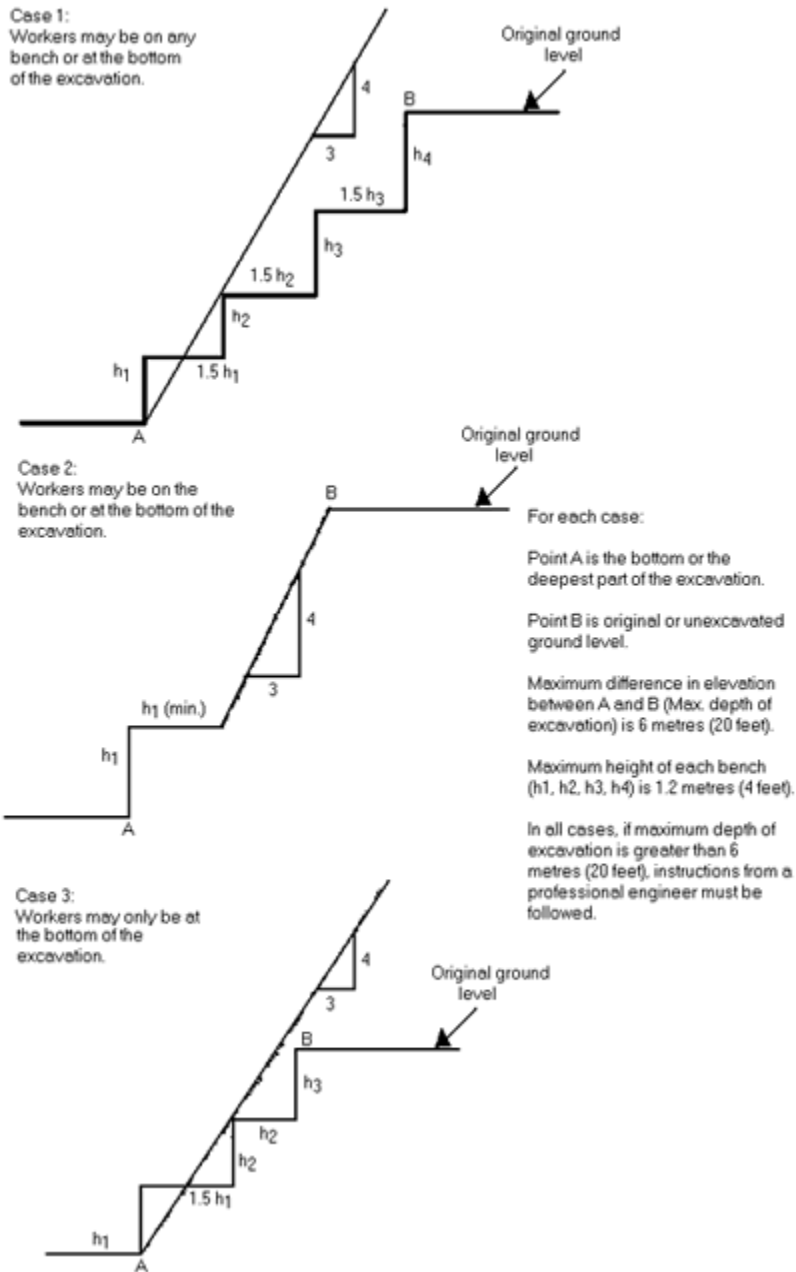 Case 1:
Workers may be on any
bench or at the bottom
of the excavation.
Original ground
level
4
3
B
h4
1.5 h3
h3
1.5 h2
h2
h1
1.5 h1
A
Case 2:
Workers may be on the
bench or at the bottom of the
excavation.
Original ground
level
B
4
3
h1 (min.)
h1
A
For each case:
Point A is the bottom or the
deepest part of the excavation.
Point B is original or unexcavated
ground level.
Maximum difference in elevation
between A and B (Max. depth of
excavation) is 6 metres (20 feet).
Maximum height of each bench
(h1, h2, h3, h4) is 1.2 metres (4 feet).
In all cases, if maximum depth of
excavation is greater than 6
metres (20 feet), instructions from a
professional engineer must be
followed.
Case 3:
Workers may only be at
the bottom of the
excavation.
4
3
Original ground
level
B
h3
h2
h2
1.5 h1
h1
A